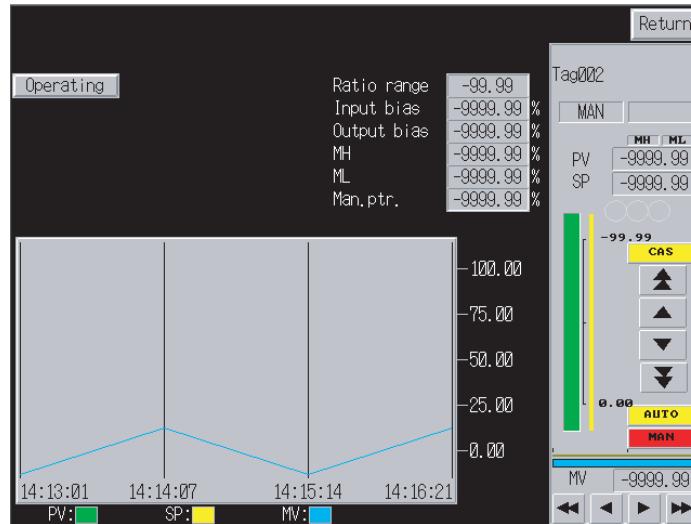 Return
Operating
Ratio range -99.99
Input bias -9999.99 %
Output bias -9999.99 %
MH -9999.99 %
ML -9999.99 %
Man.ptr. -9999.99 %
Tag002
MAN
MH ML
PV -9999.99
SP -9999.99
-99.99
CAS
0.00
AUTO
MAN
MV -9999.99
100.00
75.00
50.00
25.00
0.00
14:13:01 14:14:07 14:15:14 14:16:21
PV: SP: MV: